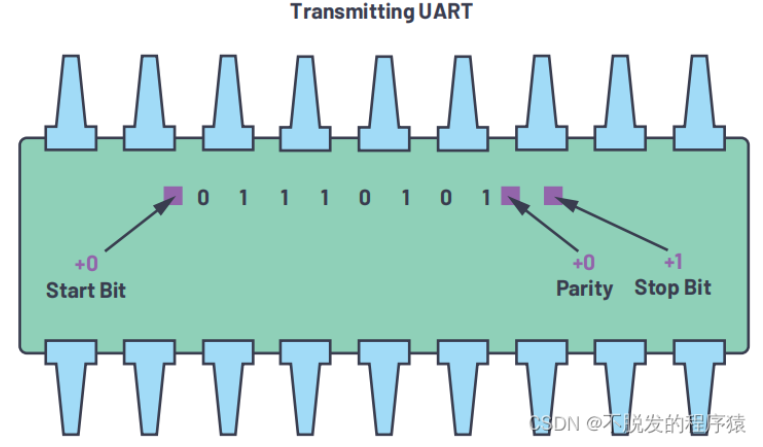 Transmitting UART
0 1 1 1 0 1 0 1
+0
Start Bit
+0
Parity
+1
Stop Bit
CSDN @不脱发的程序猿